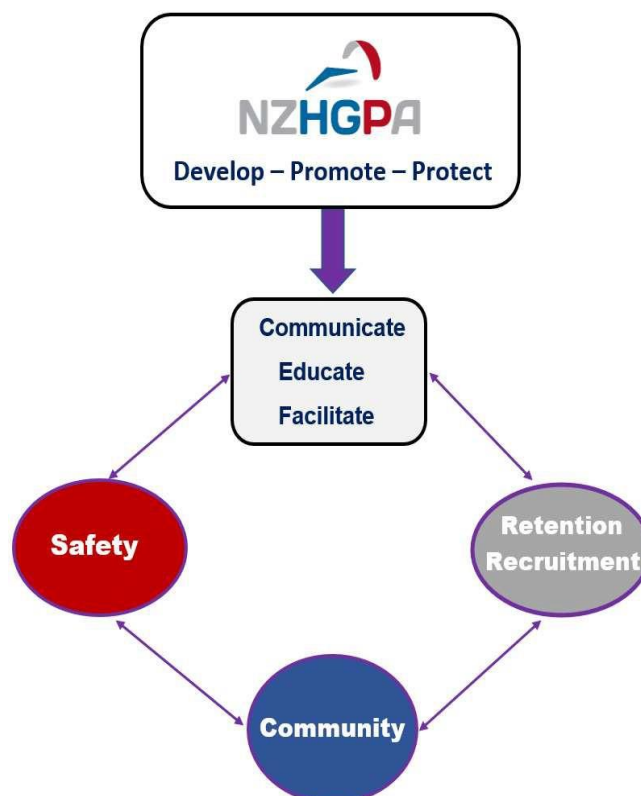 NZHGPA
Develop – Promote – Protect
Communicate
Educate
Facilitate
Safety
Retention
Recruitment
Community